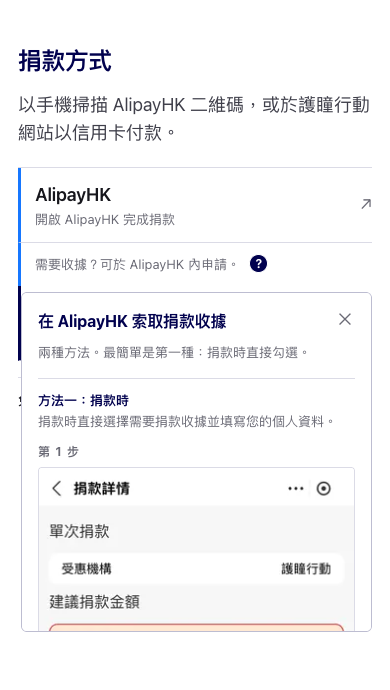 捐款方式
以手機掃描 AlipayHK 二維碼，或於護瞳行動
網站以信用卡付款。
AlipayHK
開啟 AlipayHK 完成捐款
需要收據？可於 AlipayHK 內申請。
?
在 AlipayHK 索取捐款收據
兩種方法。最簡單是第一種：捐款時直接勾選。
方法一：捐款時
捐款時直接選擇需要捐款收據並填寫您的個人資料。
第 1 步
捐款詳情
單次捐款
受惠機構 護瞳行動
建議捐款金額